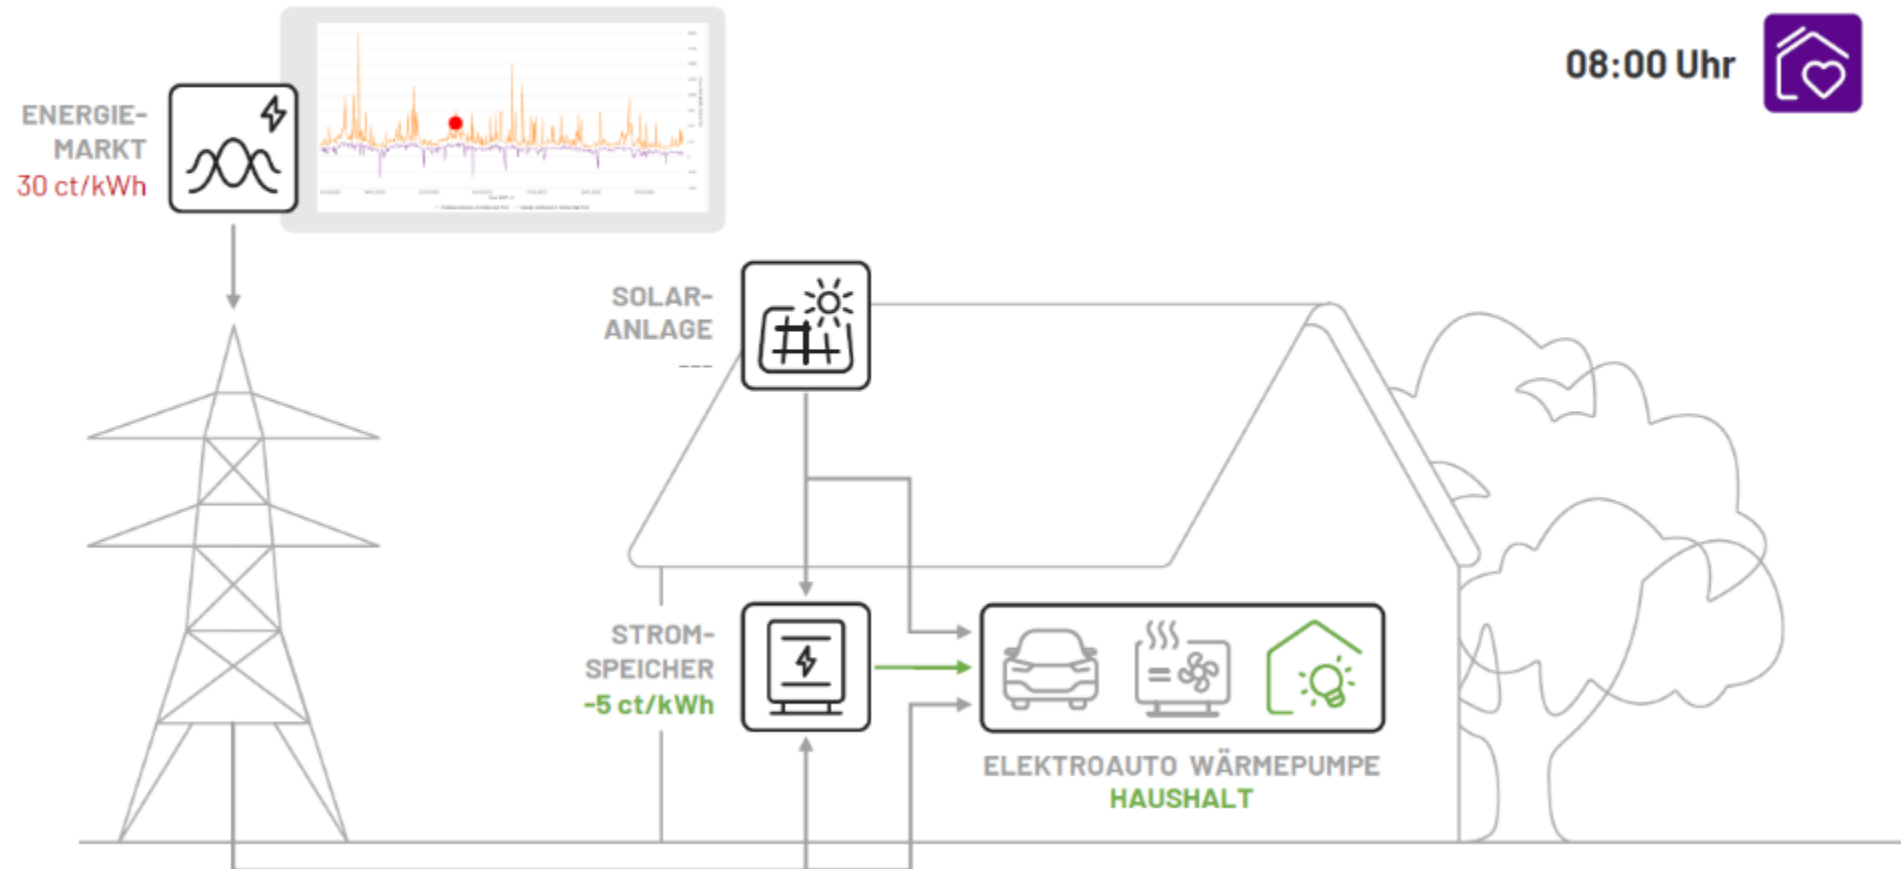 08:00 Uhr
ENERGIE-
MARKT
30 ct/kWh
SOLAR-
ANLAGE
---
STROM-
SPEICHER
-5 ct/kWh
ELEKTROAUTO WÄRMEPUMPE
HAUSHALT